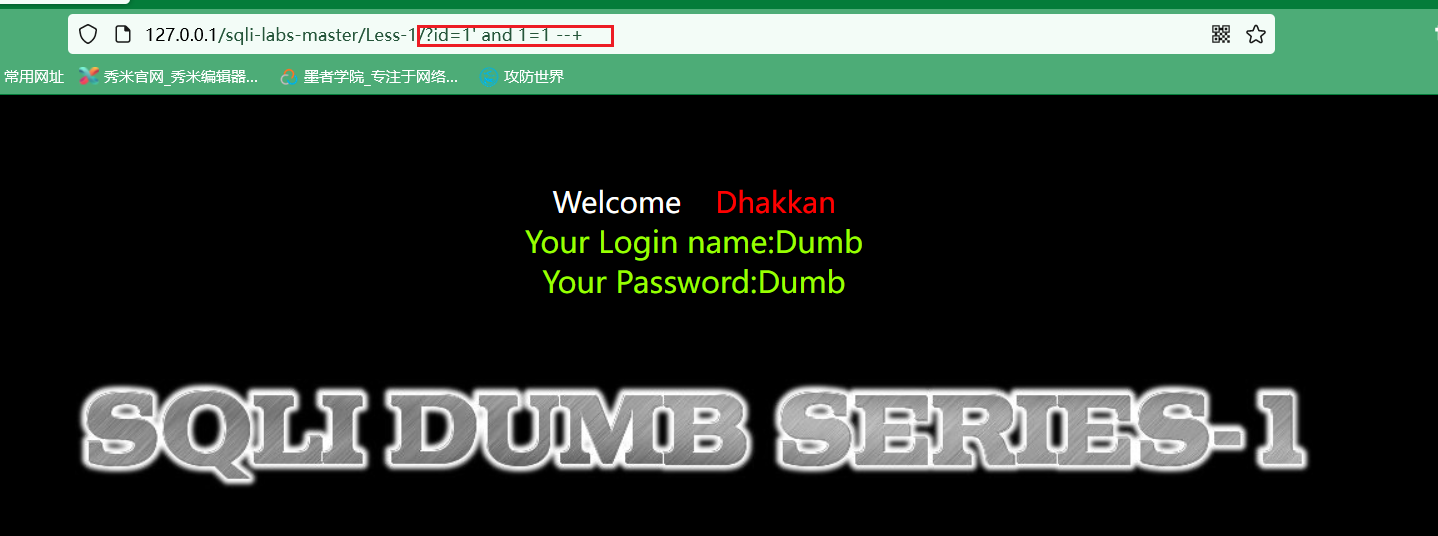 127.0.0.1/sqli-labs-master/Less-1/?id=1' and 1=1 --+
常用网址 秀米官网_秀米编辑器... 墨者学院_专注于网络... 攻防世界
Welcome Dhakkan
Your Login name:Dumb
Your Password:Dumb
SQLI DUMB SERIES-1